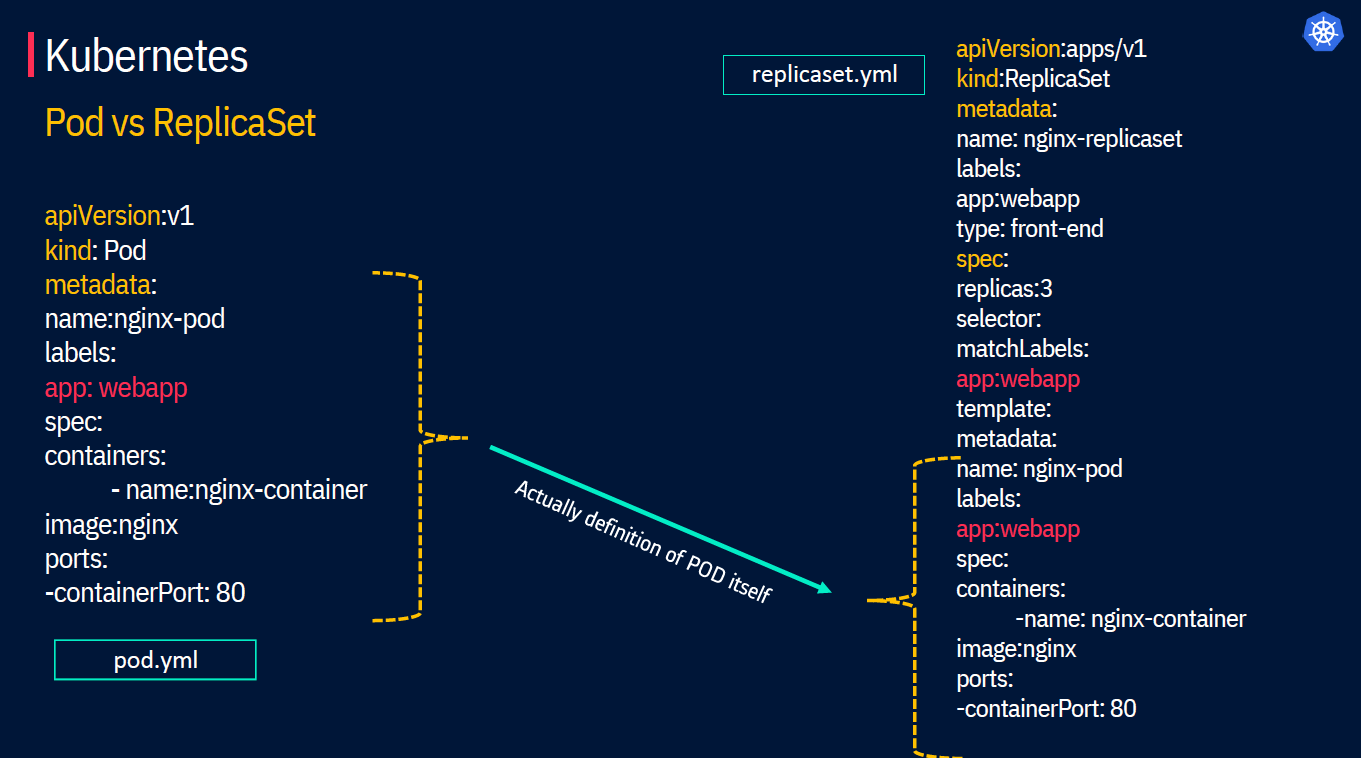 Kubernetes
Pod vs ReplicaSet
apiVersion:v1
kind: Pod
metadata:
name:nginx-pod
labels:
app: webapp
spec:
containers:
- name:nginx-container
image:nginx
ports:
-containerPort: 80
pod.yml
Actually definition of POD itself
replicaset.yml
apiVersion:apps/v1
kind:ReplicaSet
metadata:
name: nginx-replicaset
labels:
app:webapp
type: front-end
spec:
replicas:3
selector:
matchLabels:
app:webapp
template:
metadata:
name: nginx-pod
labels:
app:webapp
spec:
containers:
-name: nginx-container
image:nginx
ports:
-containerPort: 80